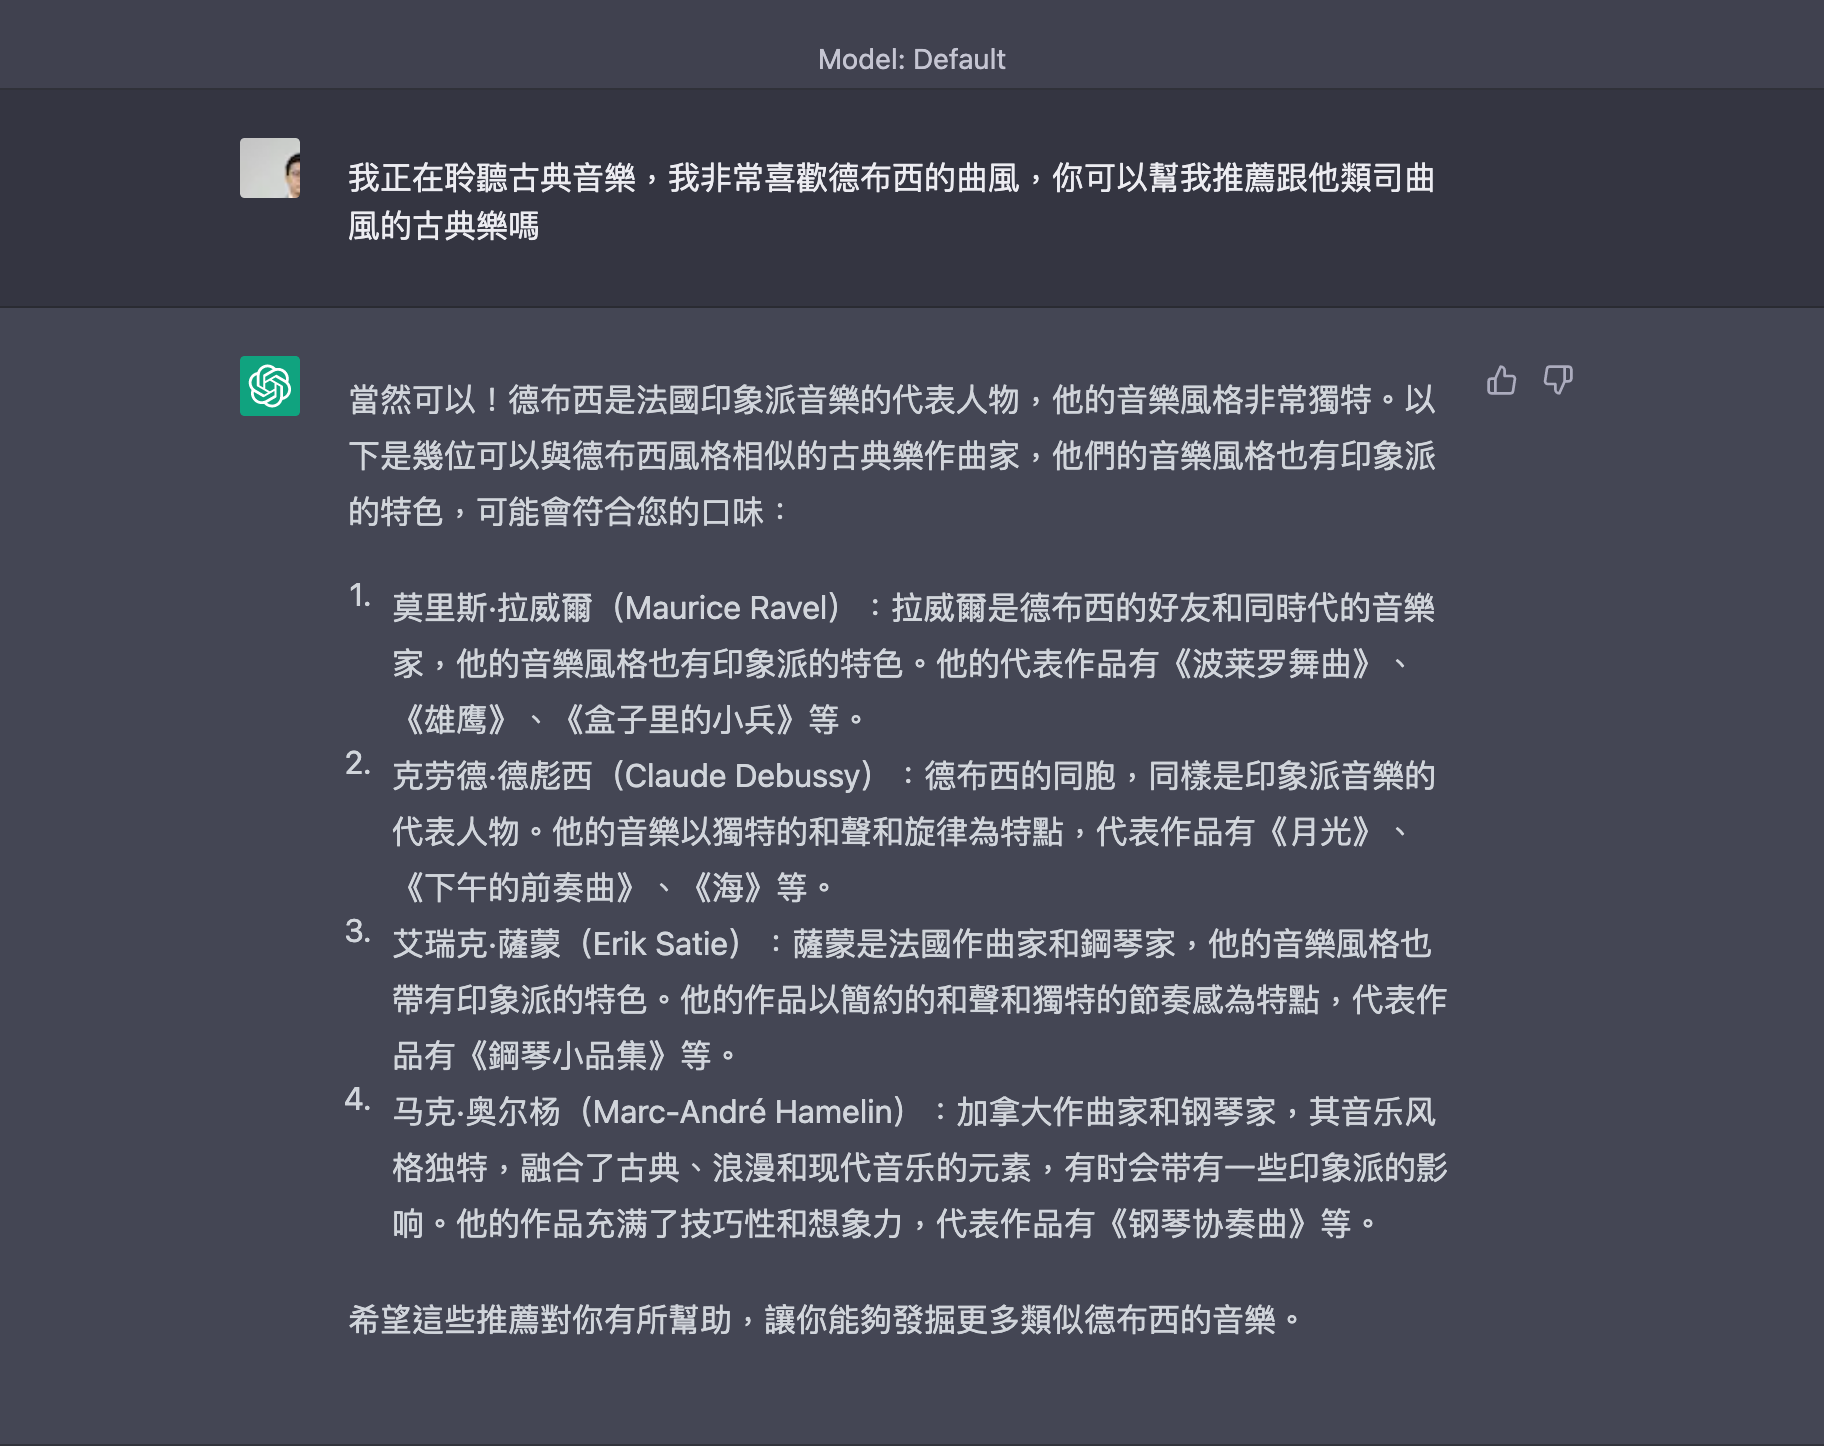 Model: Default
我正在聆聽古典音樂，我非常喜歡德布西的曲風，你可以幫我推薦跟他類司曲
風的古典樂嗎
當然可以！德布西是法國印象派音樂的代表人物，他的音樂風格非常獨特。以
下是幾位可以與德布西風格相似的古典樂作曲家，他們的音樂風格也有印象派
的特色，可能會符合您的口味：
1. 莫里斯·拉威爾（Maurice Ravel）：拉威爾是德布西的好友和同時代的音樂
家，他的音樂風格也有印象派的特色。他的代表作品有《波莱罗舞曲》、
《雄鹰》、《盒子里的小兵》等。
2. 克劳德·德彪西（Claude Debussy）：德布西的同胞，同樣是印象派音樂的
代表人物。他的音樂以獨特的和聲和旋律為特點，代表作品有《月光》、
《下午的前奏曲》、《海》等。
3. 艾瑞克·薩蒙（Erik Satie）：薩蒙是法國作曲家和鋼琴家，他的音樂風格也
帶有印象派的特色。他的作品以簡約的和聲和獨特的節奏感為特點，代表作
品有《鋼琴小品集》等。
4. 马克·奥尔杨（Marc-André Hamelin）：加拿大作曲家和钢琴家，其音乐风
格独特，融合了古典、浪漫和现代音乐的元素，有时会带有一些印象派的影
响。他的作品充满了技巧性和想象力，代表作品有《钢琴协奏曲》等。
希望這些推薦對你有所幫助，讓你能夠發掘更多類似德布西的音樂。